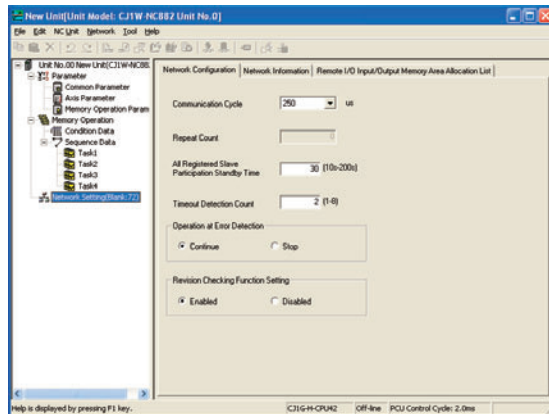 New Unit[Unit Model: CJ1W-NC882 Unit No.0]
File Edit NC Unit Network Tool Help
Unit No.00 New Unit(CJ1W-NC88
Parameter
Common Parameter
Axis Parameter
Memory Operation Param
Memory Operation
Condition Data
Sequence Data
Task1
Task2
Task3
Task4
Network Setting(Blank:72)
Network Configuration Network Information Remote I/O Input/Output Memory Area Allocation List
Communication Cycle 250 us
Repeat Count 0
All Registered Slave
Participation Standby Time 30 (10s-200s)
Timeout Detection Count 2 (1-8)
Operation at Error Detection
Continue Stop
Revision Checking Function Setting
Enabled Disabled
Help is displayed by pressing F1 key. CJ1G-H-CPU42 Off-line PCU Control Cycle: 2.0ms